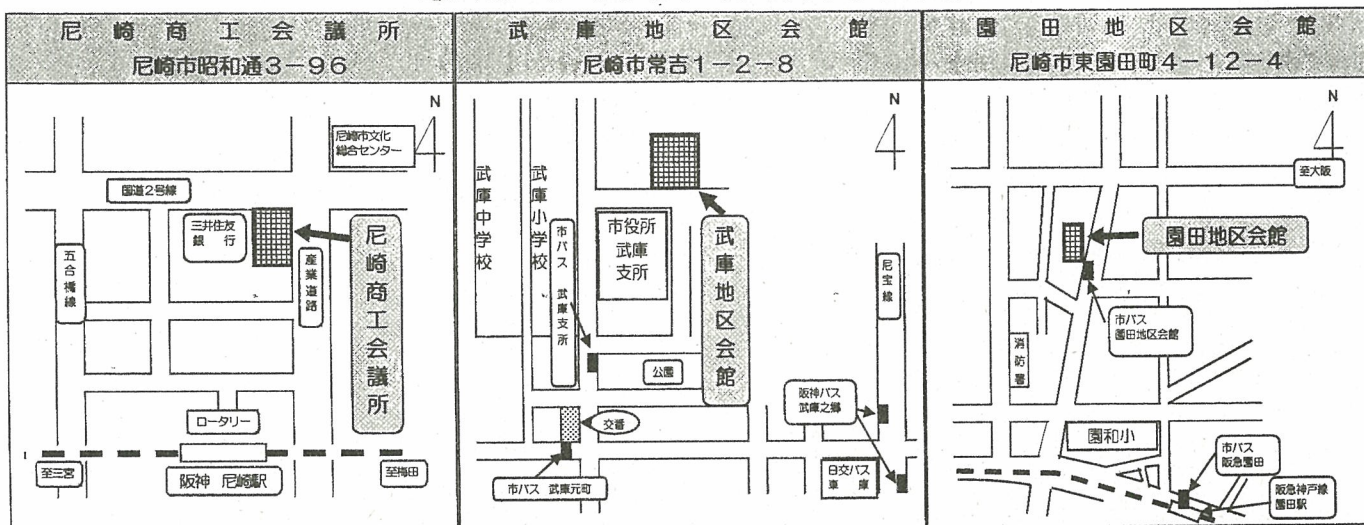 尼崎商工会議所
尼崎市昭和通3-96
N
尼崎市文化
総合センター
国道2号線
三井住友
銀行
五合橋線
産業道路
尼崎商工会議所
ロータリー
至三宮
阪神 尼崎駅
至梅田
武庫地区会館
尼崎市常吉1-2-8
N
武庫中学校
武庫小学校
市バス 武庫支所
市役所
武庫
支所
武庫地区会館
尼宝線
公園
交番
阪神バス
武庫之郷
市バス 武庫元町
日交バス
車庫
園田地区会館
尼崎市東園田町4-12-4
N
至大阪
園田地区会館
市バス
園田地区会館
消防署
園和小
市バス
阪急園田
阪急神戸線
園田駅